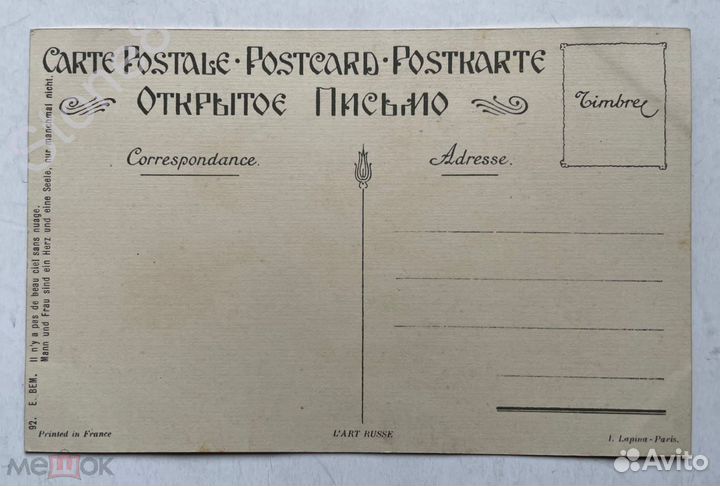 CARTE POSTALE · POSTCARD · POSTKARTE
ОТКРЫТОЕ ПИСЬМО
Timbre
Correspondance.
Adresse.
92. E. BEM. Il n'y a pas de beau ciel sans nuage.
Mann und Frau sind ein Herz und eine Seele, nur manchmal nicht.
Printed in France
L'ART RUSSE
I. Lapina - Paris.
мешок
Avito